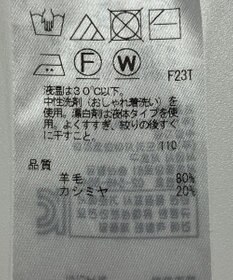 F W
F23T
液温は30℃以下。
中性洗剤（おしゃれ着洗い）を
使用。漂白剤は液体タイプを使
用。よくすすぎ、絞りの後すぐ
に干すこと。
110
品質
羊毛 80%
カシミヤ 20%